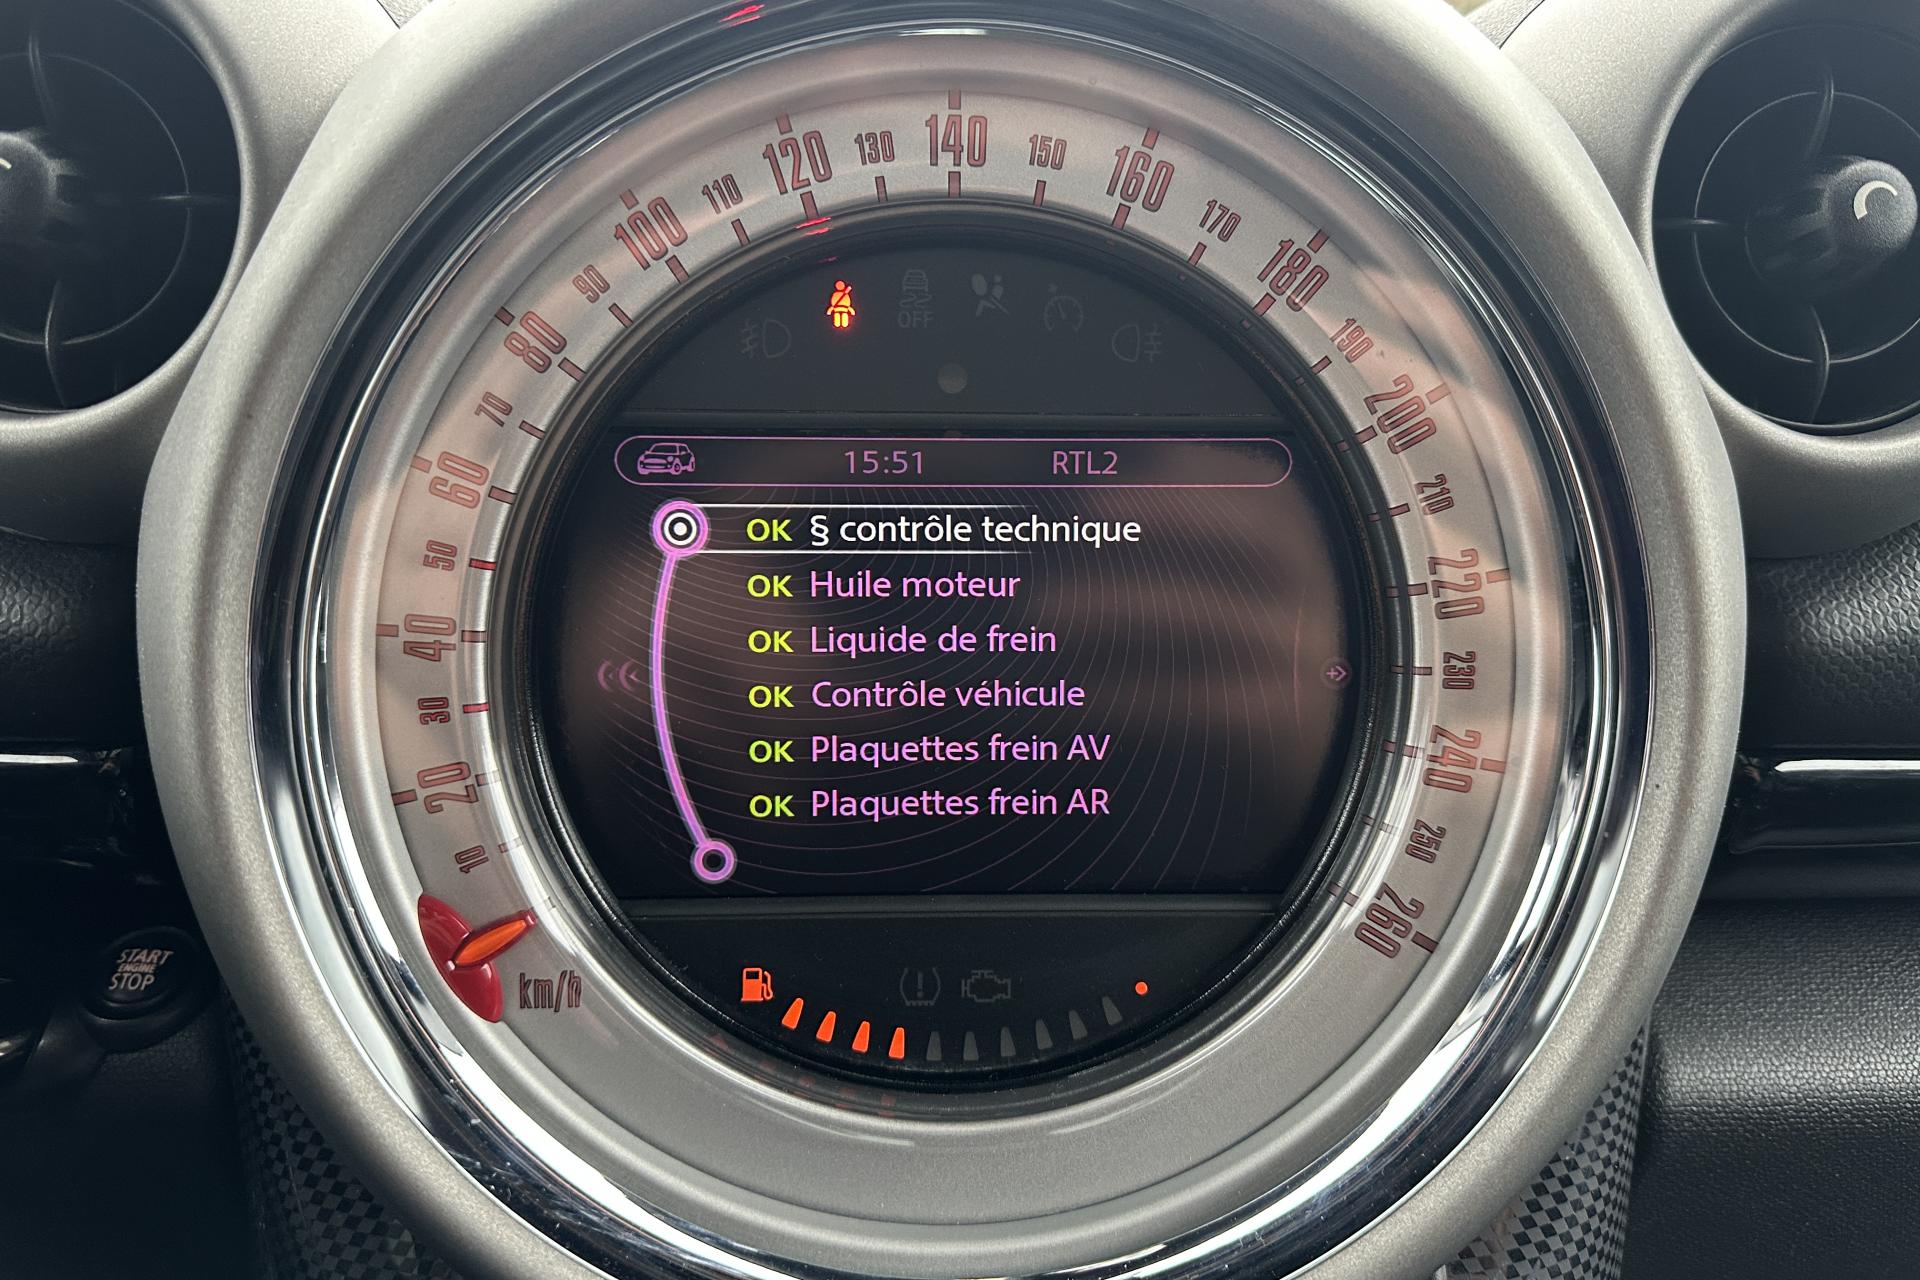 10
20
30
40
50
60
70
80
90
100
110
120
130
140
150
160
170
180
190
200
210
220
230
240
250
260
km/h
OFF
15:51 RTL2
OK § contrôle technique
OK Huile moteur
OK Liquide de frein
OK Contrôle véhicule
OK Plaquettes frein AV
OK Plaquettes frein AR
START
ENGINE
STOP